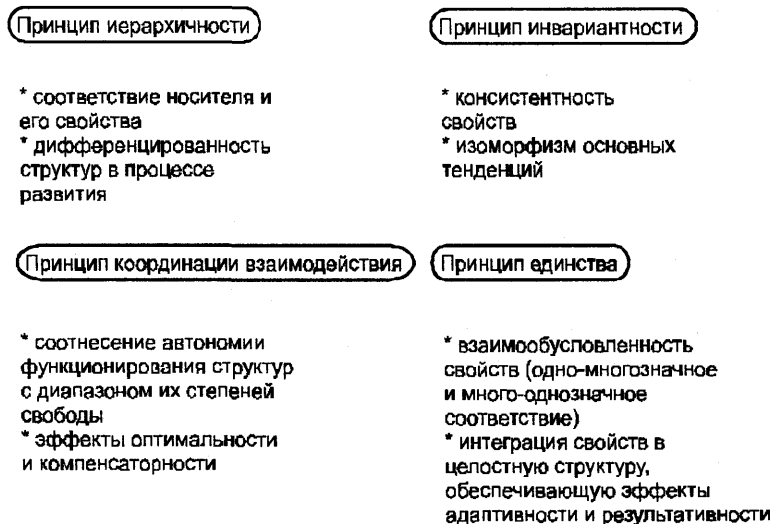 Принцип иерархичности
* соответствие носителя и
его свойства
* дифференцированность
структур в процессе
развития
Принцип инвариантности
* консистентность
свойств
* изоморфизм основных
тенденций
Принцип координации взаимодействия
* соотнесение автономии
функционирования структур
с диапазоном их степеней
свободы
* эффекты оптимальности
и компенсаторности
Принцип единства
* взаимообусловленность
свойств (одно-многозначное
и много-однозначное
соответствие)
* интеграция свойств в
целостную структуру,
обеспечивающую эффекты
адаптивности и результативности